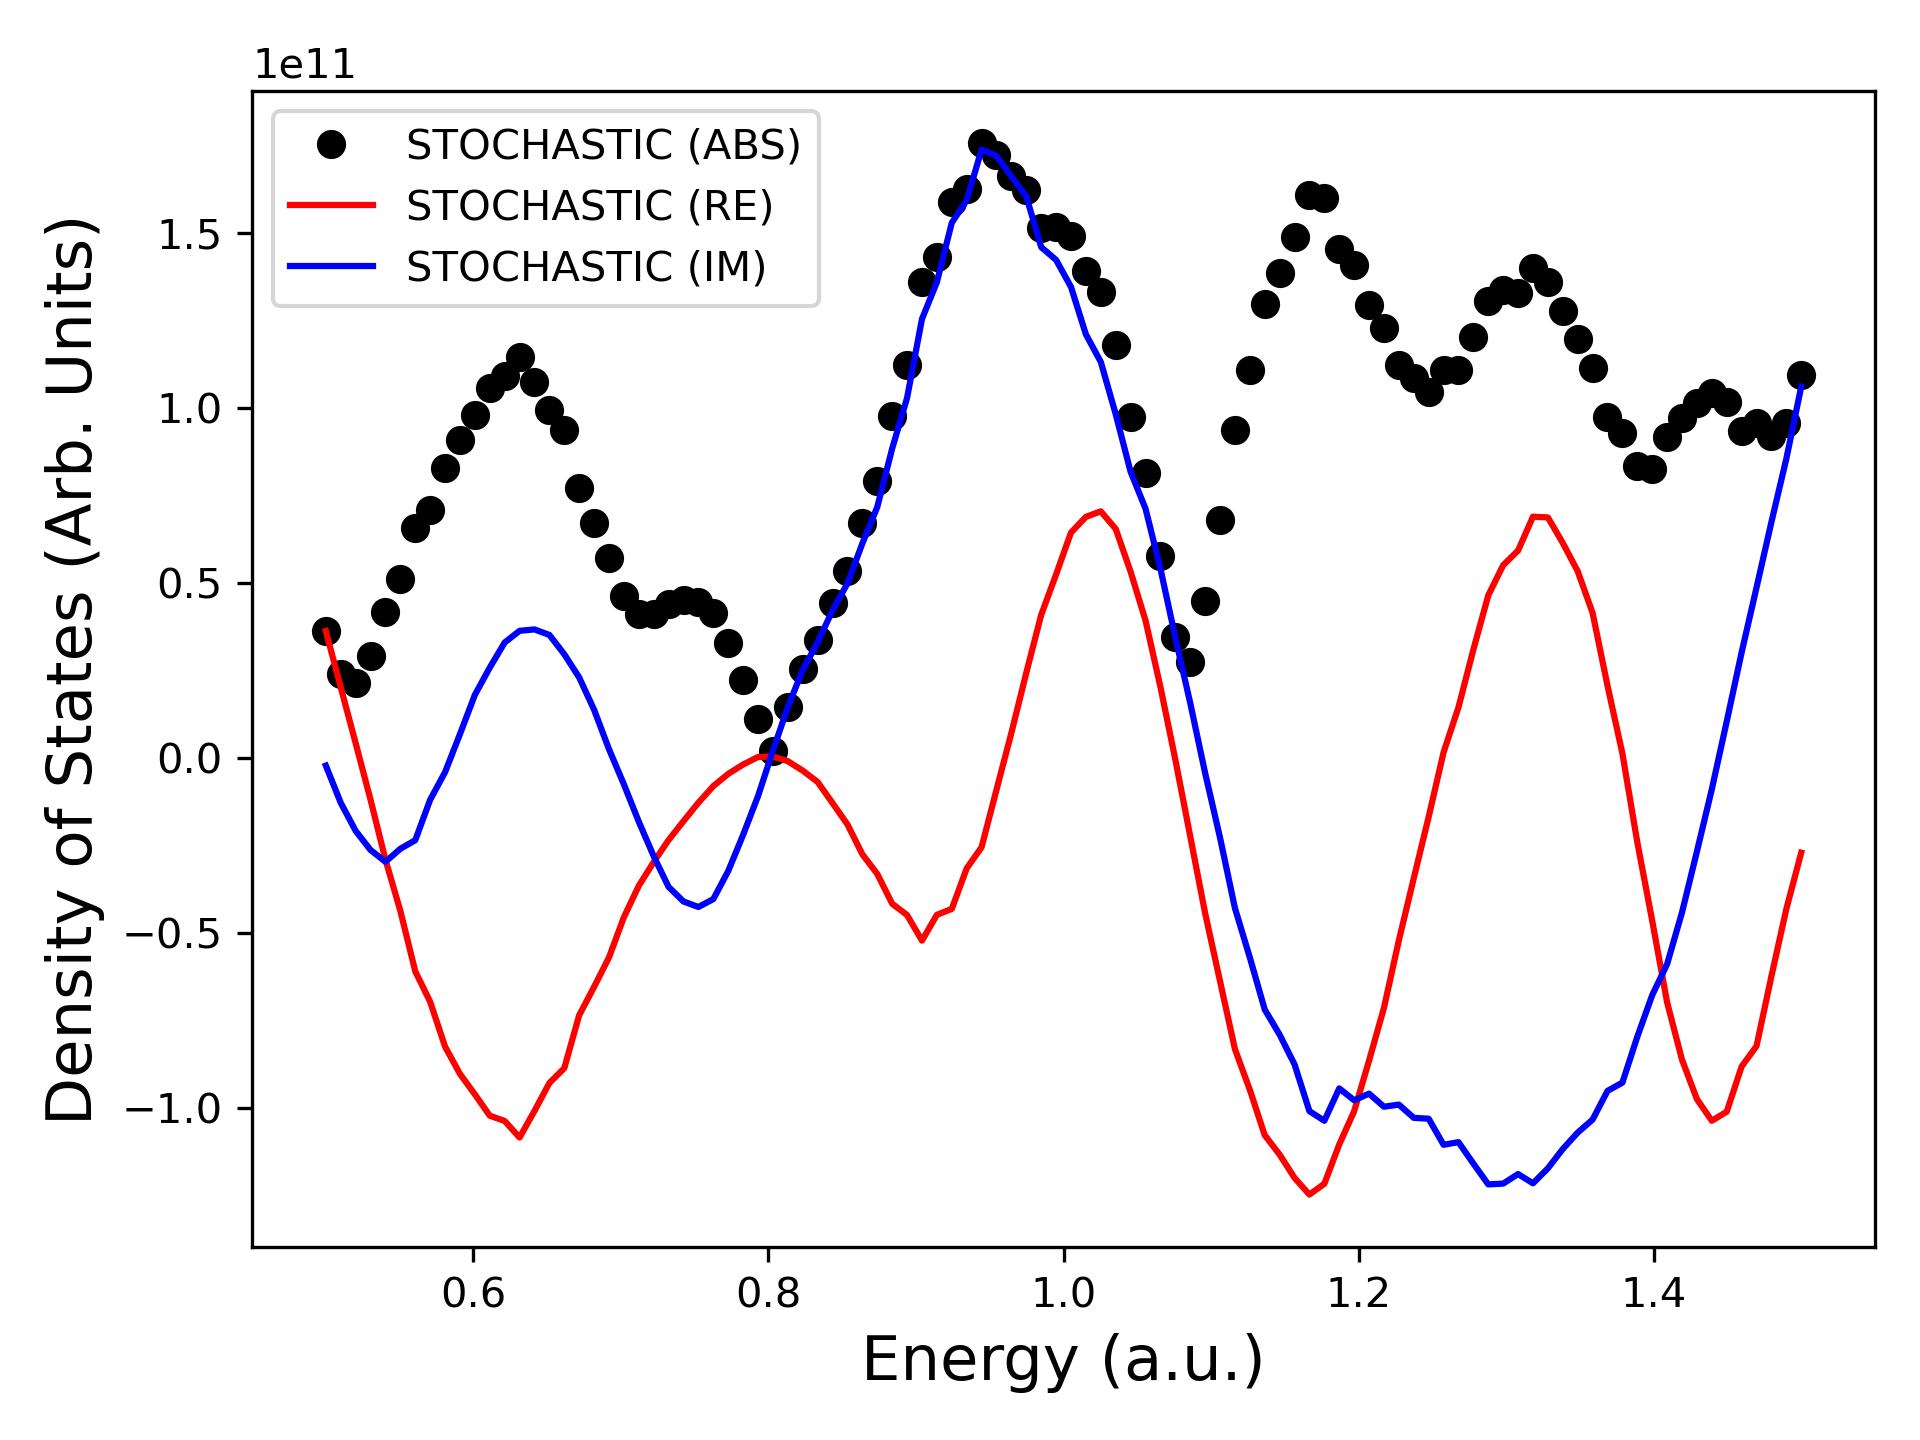 1e11
STOCHASTIC (ABS)
STOCHASTIC (RE)
STOCHASTIC (IM)
Density of States (Arb. Units)
1.5
1.0
0.5
0.0
−0.5
−1.0
0.6 0.8 1.0 1.2 1.4
Energy (a.u.)